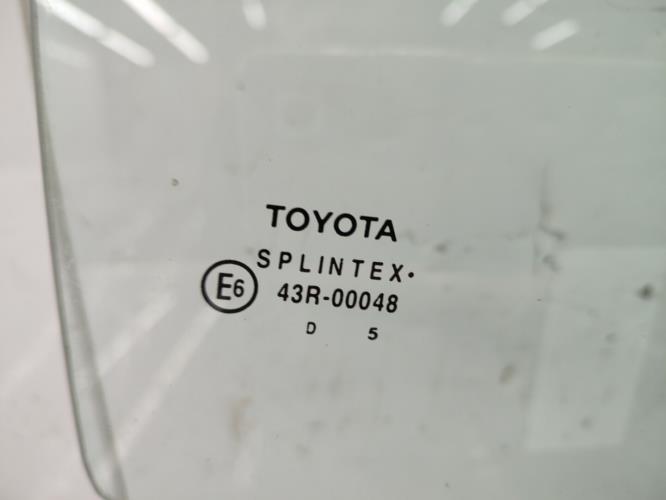 TOYOTA
SPLINTEX•
E6 43R-00048
D 5